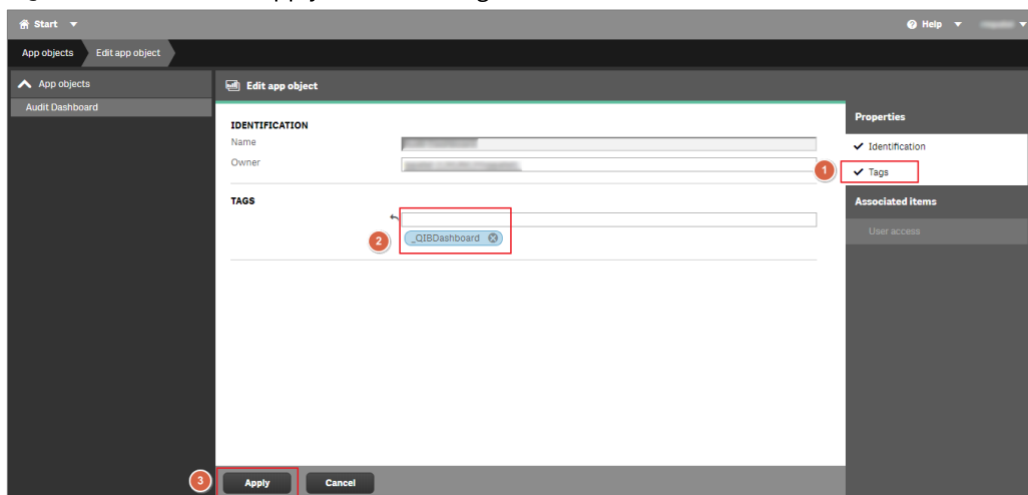 Start
Help
App objects
Edit app object
App objects
Audit Dashboard
Edit app object
IDENTIFICATION
Name
Owner
TAGS
2
_QIBDashboard
Properties
Identification
1
Tags
Associated items
User access
3
Apply
Cancel